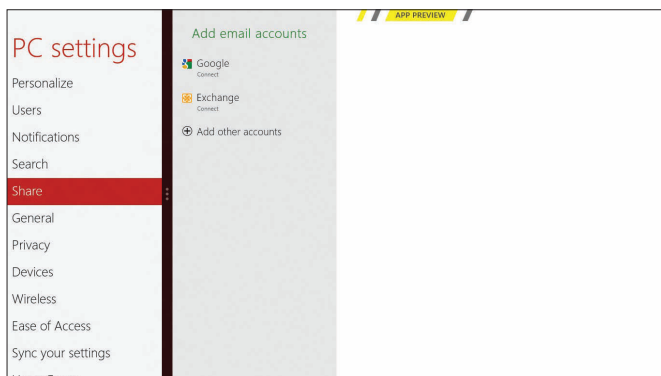 PC settings
Personalize
Users
Notifications
Search
Share
General
Privacy
Devices
Wireless
Ease of Access
Sync your settings
Add email accounts
Google
Connect
Exchange
Connect
Add other accounts
APP PREVIEW